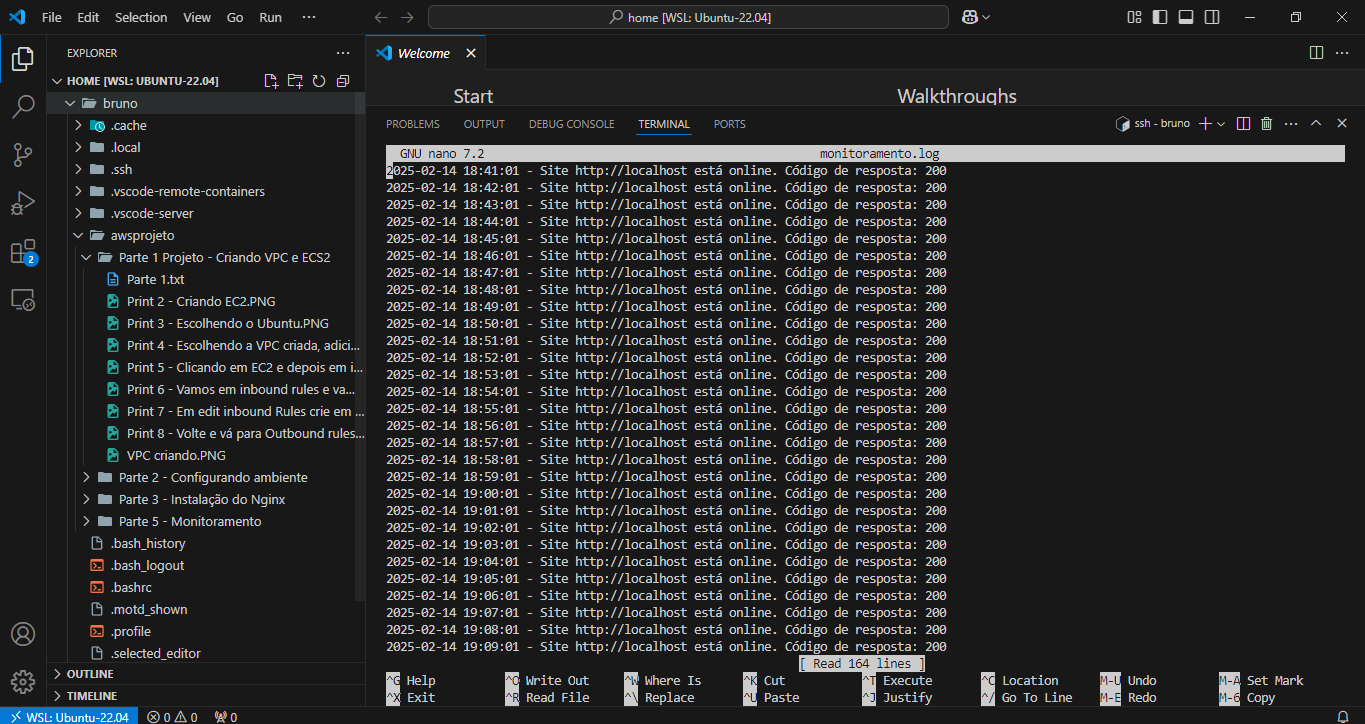 File Edit Selection View Go Run ··· home [WSL: Ubuntu-22.04]
EXPLORER ···
HOME [WSL: UBUNTU-22.04]
bruno
.cache
.local
.ssh
.vscode-remote-containers
.vscode-server
awsprojeto
Parte 1 Projeto - Criando VPC e ECS2
Parte 1.txt
Print 2 - Criando EC2.PNG
Print 3 - Escolhendo o Ubuntu.PNG
Print 4 - Escolhendo a VPC criada, adici...
Print 5 - Clicando em EC2 e depois em i...
Print 6 - Vamos em inbound rules e va...
Print 7 - Em edit inbound Rules crie em ...
Print 8 - Volte e vá para Outbound rules...
VPC criando.PNG
Parte 2 - Configurando ambiente
Parte 3 - Instalação do Nginx
Parte 5 - Monitoramento
.bash_history
.bash_logout
.bashrc
.motd_shown
.profile
.selected_editor
OUTLINE
TIMELINE
2
Welcome
Start Walkthroughs
PROBLEMS OUTPUT DEBUG CONSOLE TERMINAL PORTS ssh - bruno
GNU nano 7.2 monitoramento.log
2025-02-14 18:41:01 - Site http://localhost está online. Código de resposta: 200
2025-02-14 18:42:01 - Site http://localhost está online. Código de resposta: 200
2025-02-14 18:43:01 - Site http://localhost está online. Código de resposta: 200
2025-02-14 18:44:01 - Site http://localhost está online. Código de resposta: 200
2025-02-14 18:45:01 - Site http://localhost está online. Código de resposta: 200
2025-02-14 18:46:01 - Site http://localhost está online. Código de resposta: 200
2025-02-14 18:47:01 - Site http://localhost está online. Código de resposta: 200
2025-02-14 18:48:01 - Site http://localhost está online. Código de resposta: 200
2025-02-14 18:49:01 - Site http://localhost está online. Código de resposta: 200
2025-02-14 18:50:01 - Site http://localhost está online. Código de resposta: 200
2025-02-14 18:51:01 - Site http://localhost está online. Código de resposta: 200
2025-02-14 18:52:01 - Site http://localhost está online. Código de resposta: 200
2025-02-14 18:53:01 - Site http://localhost está online. Código de resposta: 200
2025-02-14 18:54:01 - Site http://localhost está online. Código de resposta: 200
2025-02-14 18:55:01 - Site http://localhost está online. Código de resposta: 200
2025-02-14 18:56:01 - Site http://localhost está online. Código de resposta: 200
2025-02-14 18:57:01 - Site http://localhost está online. Código de resposta: 200
2025-02-14 18:58:01 - Site http://localhost está online. Código de resposta: 200
2025-02-14 18:59:01 - Site http://localhost está online. Código de resposta: 200
2025-02-14 19:00:01 - Site http://localhost está online. Código de resposta: 200
2025-02-14 19:01:01 - Site http://localhost está online. Código de resposta: 200
2025-02-14 19:02:01 - Site http://localhost está online. Código de resposta: 200
2025-02-14 19:03:01 - Site http://localhost está online. Código de resposta: 200
2025-02-14 19:04:01 - Site http://localhost está online. Código de resposta: 200
2025-02-14 19:05:01 - Site http://localhost está online. Código de resposta: 200
2025-02-14 19:06:01 - Site http://localhost está online. Código de resposta: 200
2025-02-14 19:07:01 - Site http://localhost está online. Código de resposta: 200
2025-02-14 19:08:01 - Site http://localhost está online. Código de resposta: 200
2025-02-14 19:09:01 - Site http://localhost está online. Código de resposta: 200
[ Read 164 lines ]
^G Help ^O Write Out ^W Where Is ^K Cut ^T Execute ^C Location M-U Undo M-A Set Mark
^X Exit ^R Read File ^\ Replace ^U Paste ^J Justify ^/ Go To Line M-E Redo M-6 Copy
WSL: Ubuntu-22.04 0 0 0